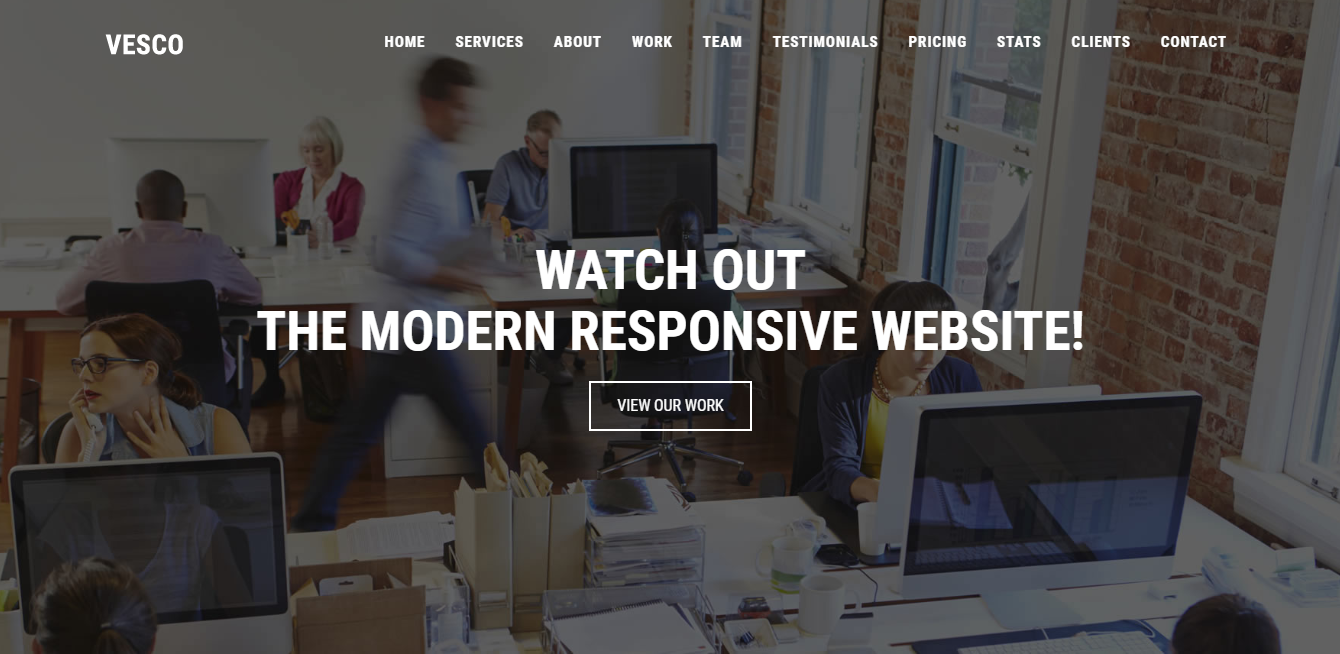 VESCO
HOME SERVICES ABOUT WORK TEAM TESTIMONIALS PRICING STATS CLIENTS CONTACT
WATCH OUT
THE MODERN RESPONSIVE WEBSITE!
VIEW OUR WORK